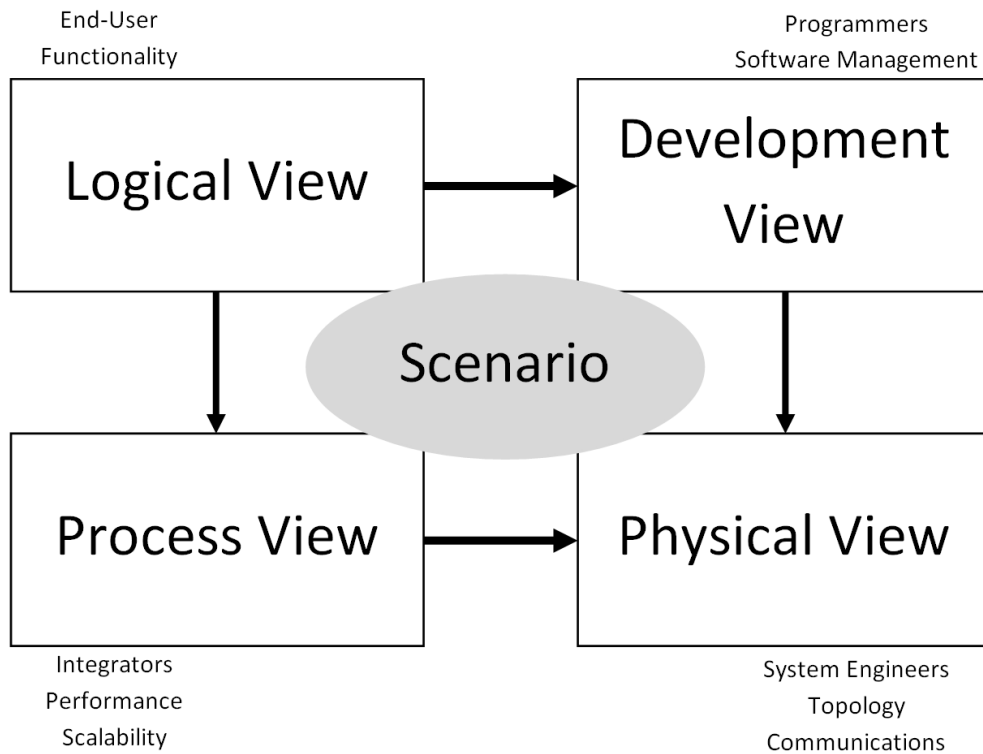 End-User
Functionality
Programmers
Software Management
Logical View
Development
View
Scenario
Process View
Physical View
Integrators
Performance
Scalability
System Engineers
Topology
Communications